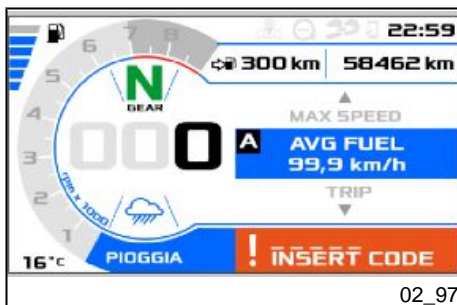 22:59
300 km 58462 km
8
7
6
5
4
3
2
1
rpm x 1000
N
GEAR
000
MAX SPEED
A AVG FUEL
99,9 km/h
TRIP
16°C
PIOGGIA
! INSERT CODE
02_97